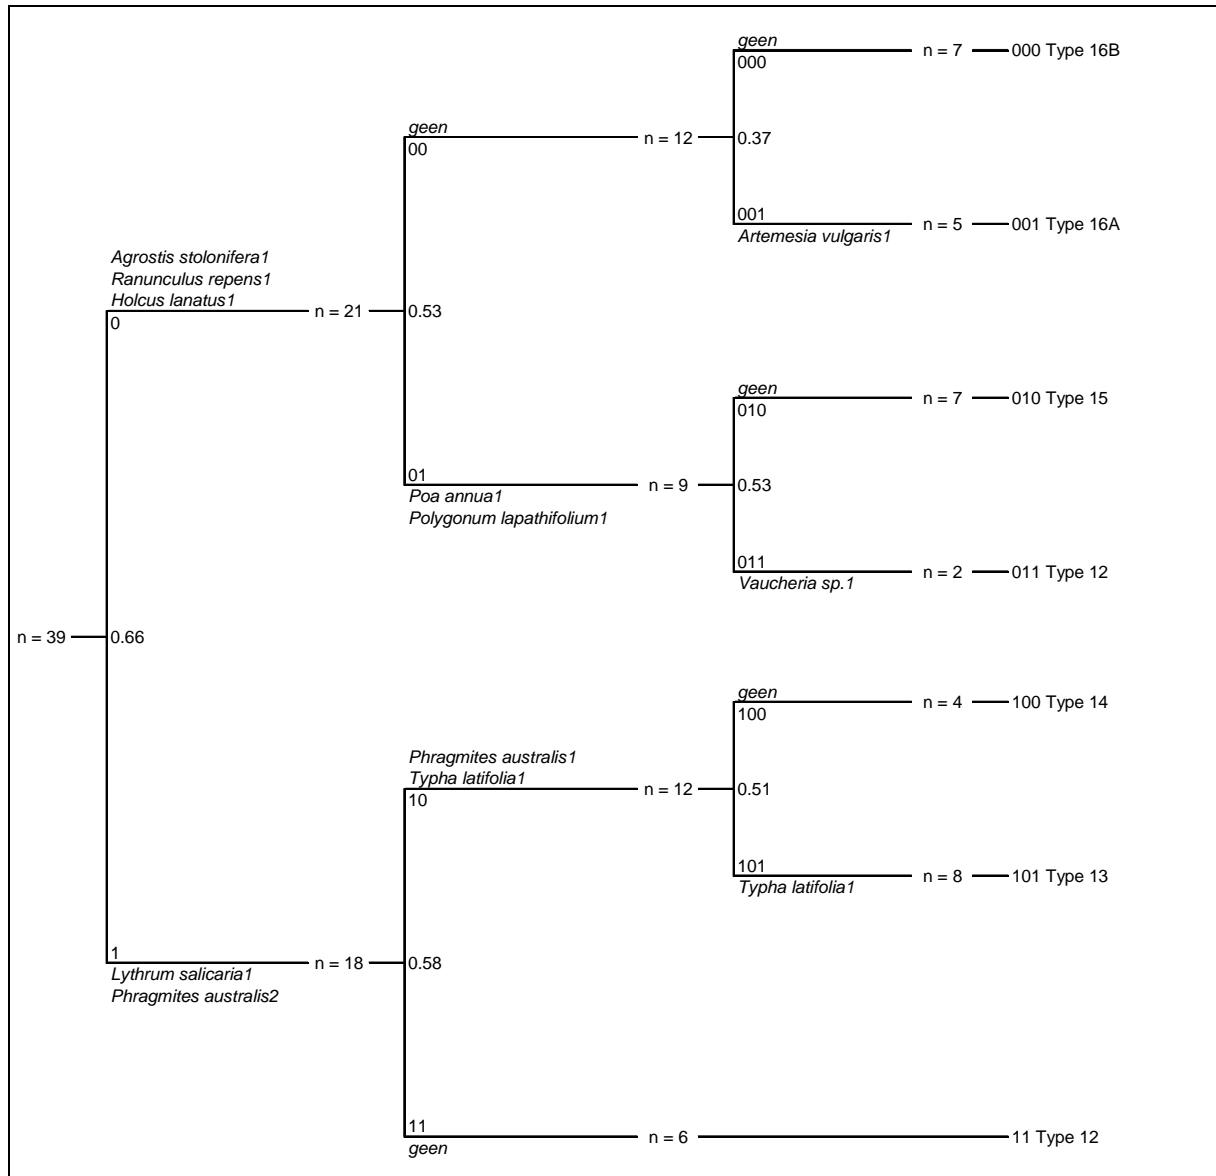 geen
000
n = 7
000 Type 16B
geen
00
n = 12
0.37
001
Artemesia vulgaris1
n = 5
001 Type 16A
Agrostis stolonifera1
Ranunculus repens1
Holcus lanatus1
0
n = 21
0.53
geen
010
n = 7
010 Type 15
01
Poa annua1
Polygonum lapathifolium1
n = 9
0.53
011
Vaucheria sp.1
n = 2
011 Type 12
n = 39
0.66
geen
100
n = 4
100 Type 14
Phragmites australis1
Typha latifolia1
10
n = 12
0.51
101
Typha latifolia1
n = 8
101 Type 13
1
Lythrum salicaria1
Phragmites australis2
n = 18
0.58
11
geen
n = 6
11 Type 12